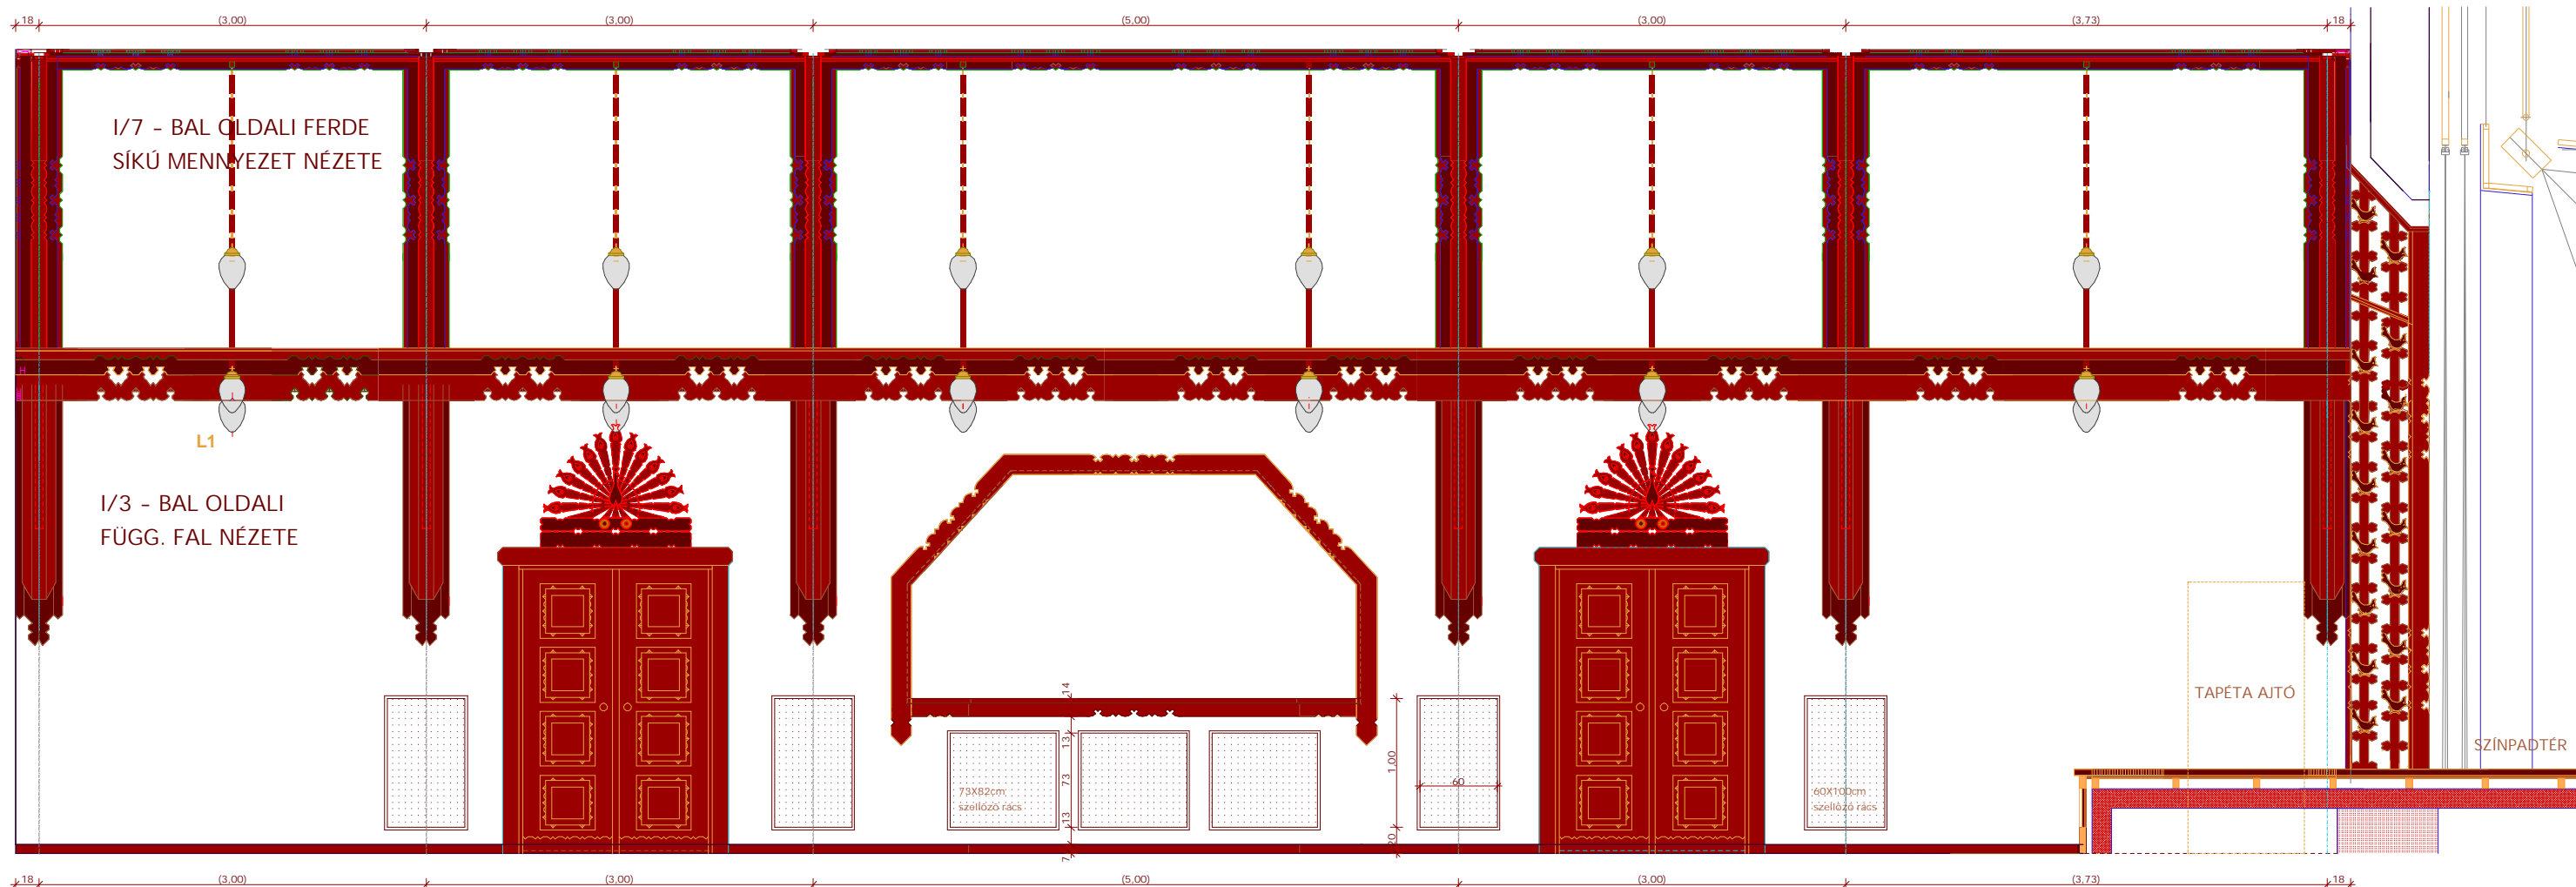 18 (3,00) (3,00) (5,00) (3,00) (3,73) 18
I/7 - BAL OLDALI FERDE
SÍKÚ MENNYEZET NÉZETE
L1
I/3 - BAL OLDALI
FÜGG. FAL NÉZETE
14
13
73
13
7
1.00
60
20
73X82cm
szellőző rács
60X100cm
szellőző rács
TAPÉTA AJTÓ
SZÍNPADTÉR
18 (3,00) (3,00) (5,00) (3,00) (3,73) 18